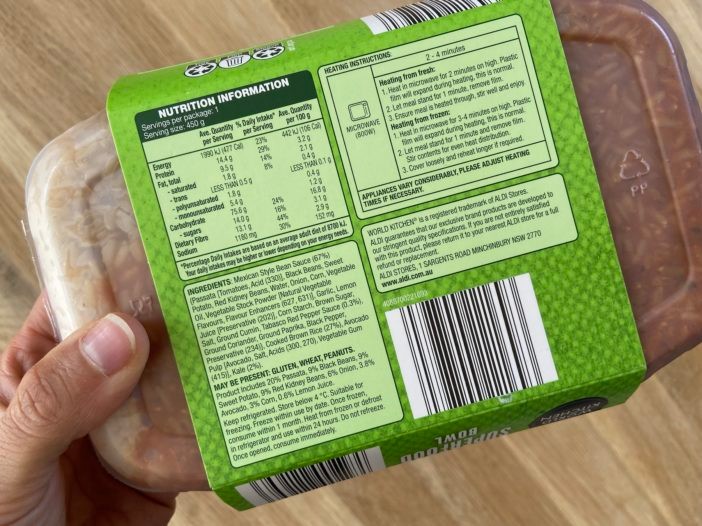 NUTRITION INFORMATION
Servings per package: 1
Serving size: 450 g
Ave. Quantity per Serving % Daily Intake* per Serving Ave. Quantity per 100 g
Energy 1990 kJ (477 Cal) 23% 442 kJ (106 Cal)
Protein 14.4 g 29% 3.2 g
Fat, total 9.5 g 14% 2.1 g
- saturated 1.8 g 8% 0.4 g
- trans LESS THAN 0.5 g LESS THAN 0.1 g
- polyunsaturated 1.8 g 0.4 g
- monounsaturated 5.4 g 1.2 g
Carbohydrate 75.6 g 24% 16.8 g
- sugars 14.0 g 16% 3.1 g
Dietary Fibre 13.1 g 44% 2.9 g
Sodium 1180 mg 30% 152 mg
*Percentage Daily Intakes are based on an average adult diet of 8700 kJ.
Your daily intakes may be higher or lower depending on your energy needs.
INGREDIENTS: Mexican Style Bean Sauce (67%)
[Passata [Tomatoes, Acid (330)], Black Beans, Sweet
Potato, Red Kidney Beans, Water, Onion, Corn, Vegetable
Oil, Vegetable Stock Powder [Natural Vegetable
Flavours, Flavour Enhancers (627, 631)], Garlic, Lemon
Juice [Preservative (202)], Corn Starch, Brown Sugar,
Salt, Ground Cumin, Tabasco Red Pepper Sauce (0.3%),
Ground Coriander, Ground Paprika, Black Pepper,
Preservative (234)], Cooked Brown Rice (27%), Avocado
Pulp [Avocado, Salt, Acids (300, 270), Vegetable Gum
(415)], Kale (2%).
MAY BE PRESENT: GLUTEN, WHEAT, PEANUTS.
Product Includes 20% Passata, 9% Black Beans, 9%
Sweet Potato, 9% Red Kidney Beans, 6% Onion, 3.8%
Avocado, 3% Corn, 0.8% Lemon Juice.
Keep refrigerated. Store below 4 °C. Suitable for
freezing. Freeze within use by date. Once frozen,
consume within 1 month. Heat from frozen or defrost
in refrigerator and use within 24 hours. Do not refreeze.
Once opened, consume immediately.
HEATING INSTRUCTIONS:
2 - 4 minutes
MICROWAVE
(800W)
Heating from fresh:
1. Heat in microwave for 2 minutes on high. Plastic
film will expand during heating, this is normal.
2. Let meal stand for 1 minute, remove film.
3. Ensure meal is heated through, stir well and enjoy
Heating from frozen:
1. Heat in microwave for 3-4 minutes on high. Plastic
film will expand during heating, this is normal.
2. Let meal stand for 1 minute and remove film.
Stir contents for even heat distribution.
3. Cover loosely and reheat longer if required.
APPLIANCES VARY CONSIDERABLY, PLEASE ADJUST HEATING
TIMES IF NECESSARY.
WORLD KITCHEN® is a registered trademark of ALDI Stores.
ALDI guarantees that our exclusive brand products are developed to
our stringent quality specifications. If you are not entirely satisfied
with this product, please return it to your nearest ALDI store for a full
refund or replacement.
ALDI STORES, 1 SARGENTS ROAD MINCHINBURY NSW 2770
www.aldi.com.au
PP
KITCHEN
SUPERFOOD
BOWL